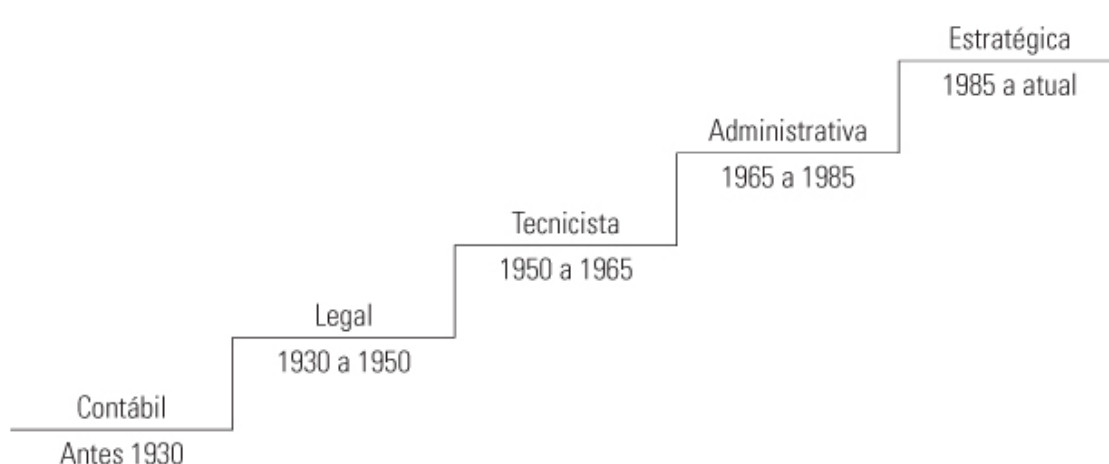 Estratégica
1985 a atual
Administrativa
1965 a 1985
Tecnicista
1950 a 1965
Legal
1930 a 1950
Contábil
Antes 1930